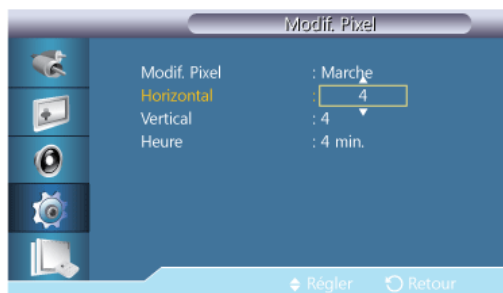 Modif. Pixel
Modif. Pixel : Marche
Horizontal : 4
Vertical : 4
Heure : 4 min.
Régler Retour